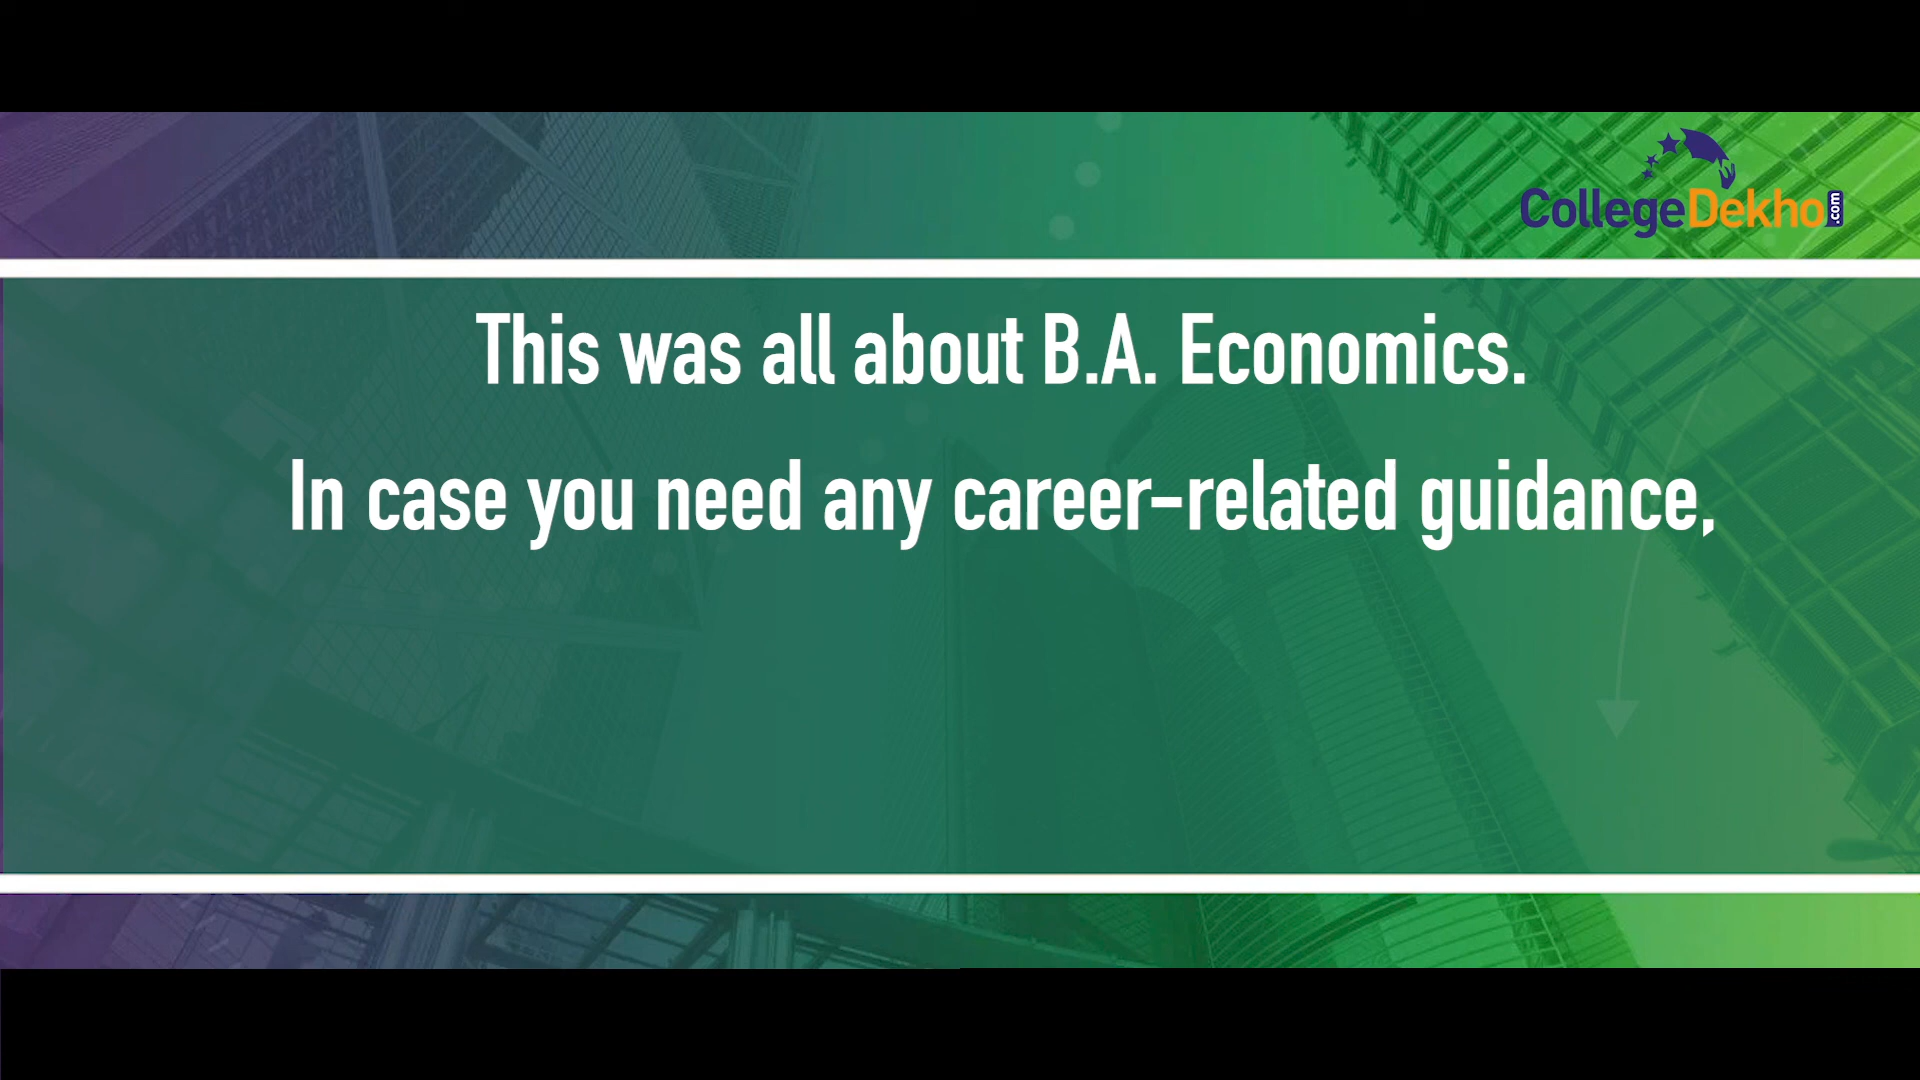 CollegeDekho.com
This was all about B.A. Economics.
In case you need any career-related guidance,